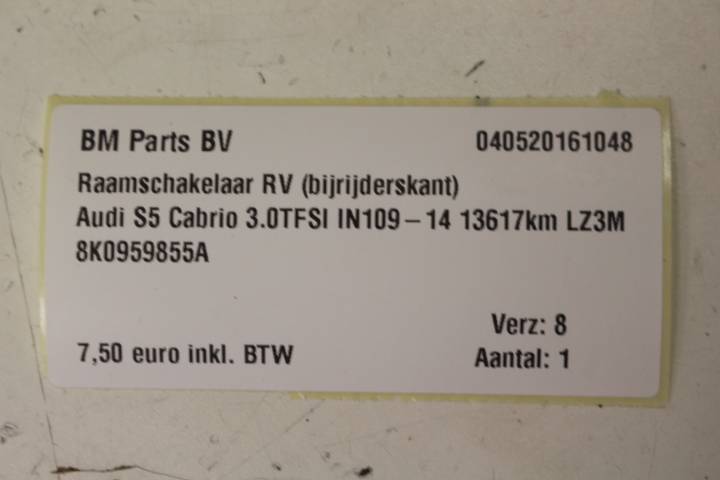 BM Parts BV 040520161048
Raamschakelaar RV (bijrijderskant)
Audi S5 Cabrio 3.0TFSI IN109-14 13617km LZ3M
8K0959855A
Verz: 8
7,50 euro inkl. BTW Aantal: 1